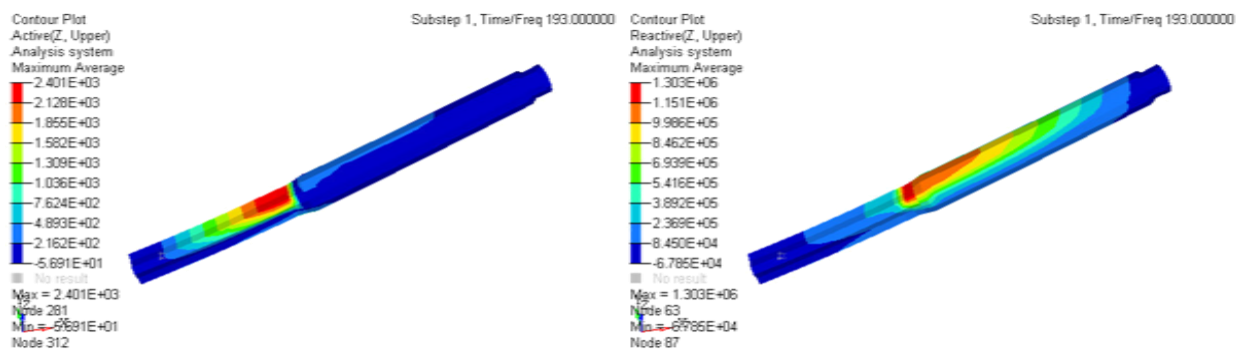 Contour Plot
Active(Z, Upper)
Analysis system
Maximum Average
2.401E+03
2.128E+03
1.855E+03
1.582E+03
1.309E+03
1.036E+03
7.624E+02
4.893E+02
2.162E+02
-5.691E+01
No result
Max = 2.401E+03
Node 281
Min = -5.691E+01
Node 312
Substep 1, Time/Freq 193.000000
Contour Plot
Reactive(Z, Upper)
Analysis system
Maximum Average
1.303E+06
1.151E+06
9.986E+05
8.462E+05
6.939E+05
5.416E+05
3.892E+05
2.369E+05
8.450E+04
-6.785E+04
No result
Max = 1.303E+06
Node 63
Min = -6.785E+04
Node 87
Substep 1, Time/Freq 193.000000